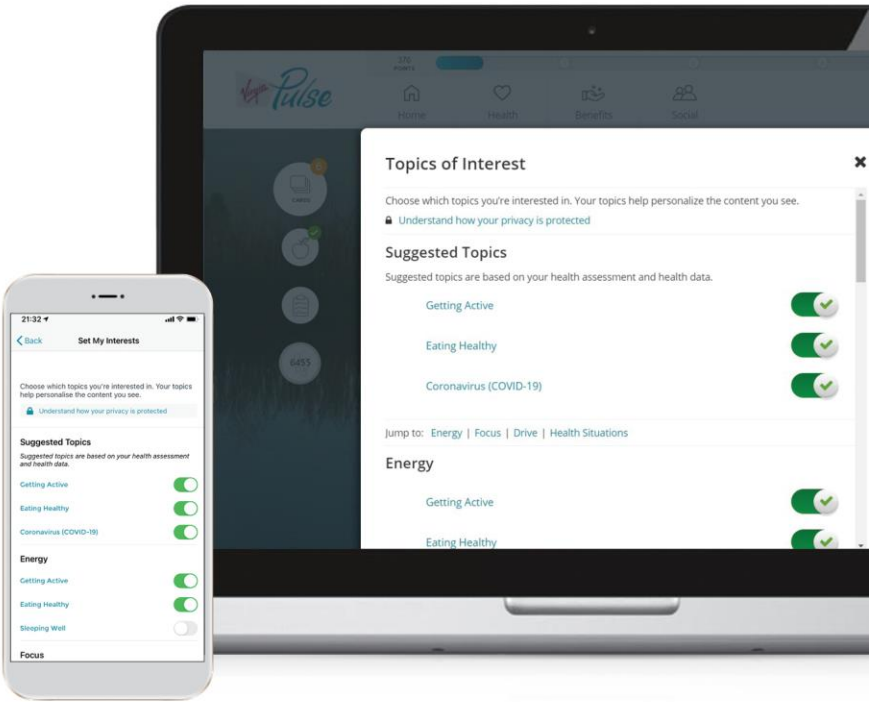 Virgin Pulse
370
POINTS
Home
Health
Benefits
Social
CARDS
6455
Topics of Interest
Choose which topics you're interested in. Your topics help personalize the content you see.
Understand how your privacy is protected
Suggested Topics
Suggested topics are based on your health assessment and health data.
Getting Active
Eating Healthy
Coronavirus (COVID-19)
Jump to: Energy | Focus | Drive | Health Situations
Energy
Getting Active
Eating Healthy
21:32
Back
Set My Interests
Choose which topics you're interested in. Your topics
help personalise the content you see.
Understand how your privacy is protected
Suggested Topics
Suggested topics are based on your health assessment
and health data.
Getting Active
Eating Healthy
Coronavirus (COVID-19)
Energy
Getting Active
Eating Healthy
Sleeping Well
Focus